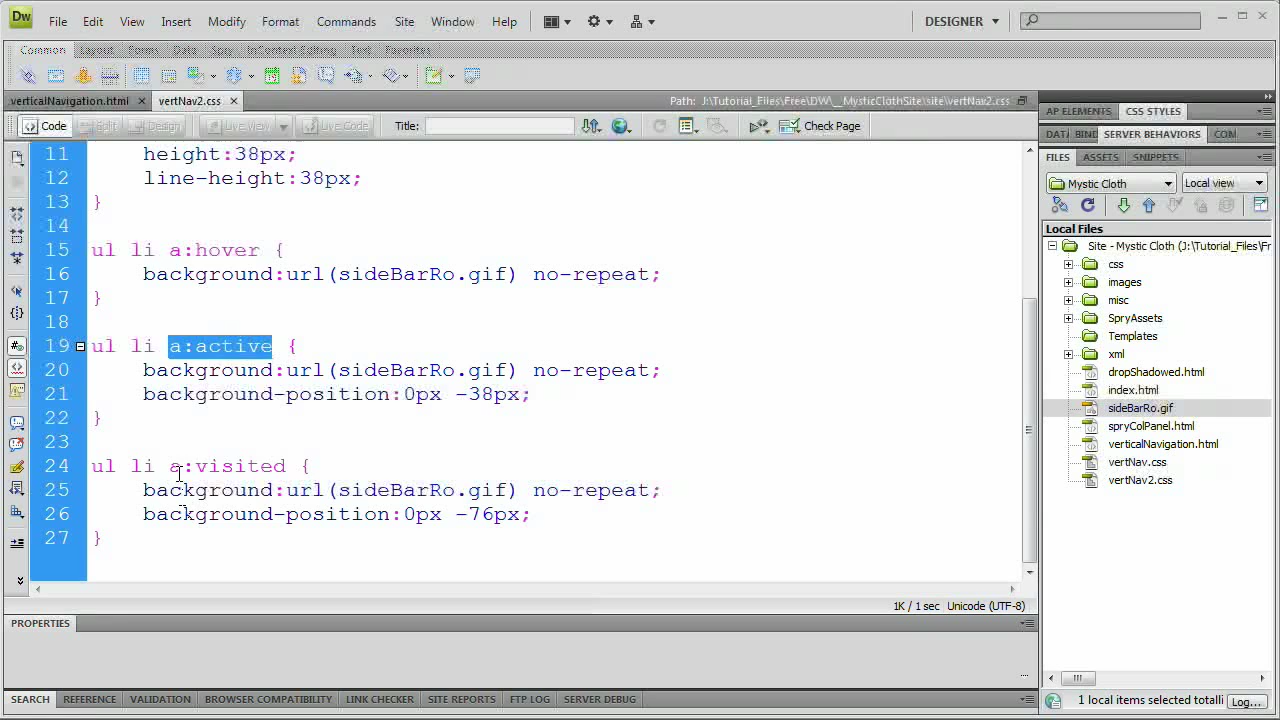 Dw File Edit View Insert Modify Format Commands Site Window Help DESIGNER
Common Layout Forms Data Spry InContext Editing Text Favorites
verticalNavigation.html × vertNav2.css × Path: J:\Tutorial_Files\Free\DW\__MysticClothSite\site\vertNav2.css
Code Split Design Live View Live Code Title: Check Page
11 height:38px;
12 line-height:38px;
13 }
14
15 ul li a:hover {
16 background:url(sideBarRo.gif) no-repeat;
17 }
18
19 ul li a:active {
20 background:url(sideBarRo.gif) no-repeat;
21 background-position:0px -38px;
22 }
23
24 ul li a:visited {
25 background:url(sideBarRo.gif) no-repeat;
26 background-position:0px -76px;
27 }
1K / 1 sec Unicode (UTF-8)
PROPERTIES
SEARCH REFERENCE VALIDATION BROWSER COMPATIBILITY LINK CHECKER SITE REPORTS FTP LOG SERVER DEBUG
AP ELEMENTS CSS STYLES
DATA BIND SERVER BEHAVIORS COM
FILES ASSETS SNIPPETS
Mystic Cloth Local view
Local Files
Site - Mystic Cloth (J:\Tutorial_Files\Fr
css
images
misc
SpryAssets
Templates
xml
dropShadowed.html
index.html
sideBarRo.gif
spryColPanel.html
verticalNavigation.html
vertNav.css
vertNav2.css
1 local items selected totalli Log...